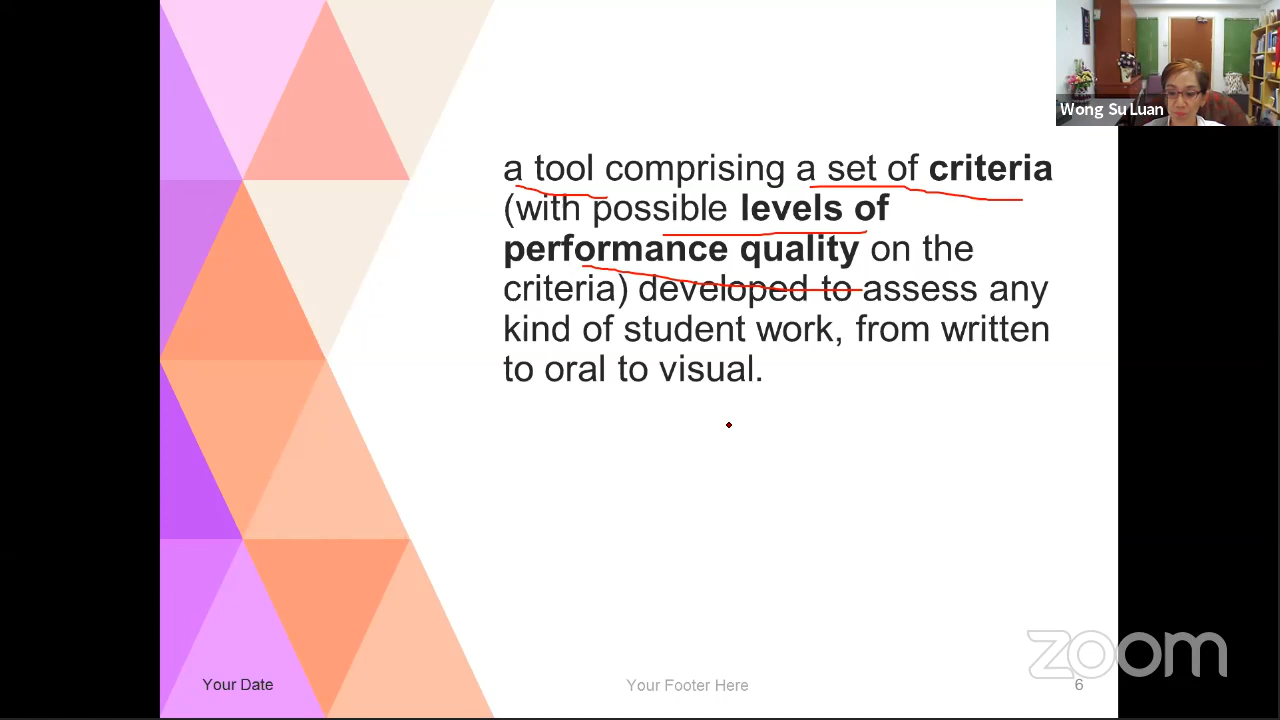 Wong Su Luan
a tool comprising a set of criteria
(with possible levels of
performance quality on the
criteria) developed to assess any
kind of student work, from written
to oral to visual.
zoom
Your Date
Your Footer Here
6